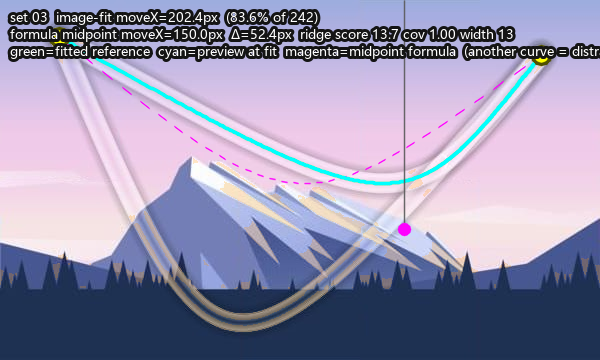 set 03  image-fit moveX=202.4px  (83.6% of 242)
formula midpoint moveX=150.0px  Δ=52.4px  ridge score 13:7 cov 1.00 width 13
green=fitted reference  cyan=preview at fit  magenta=midpoint formula  (another curve = distra